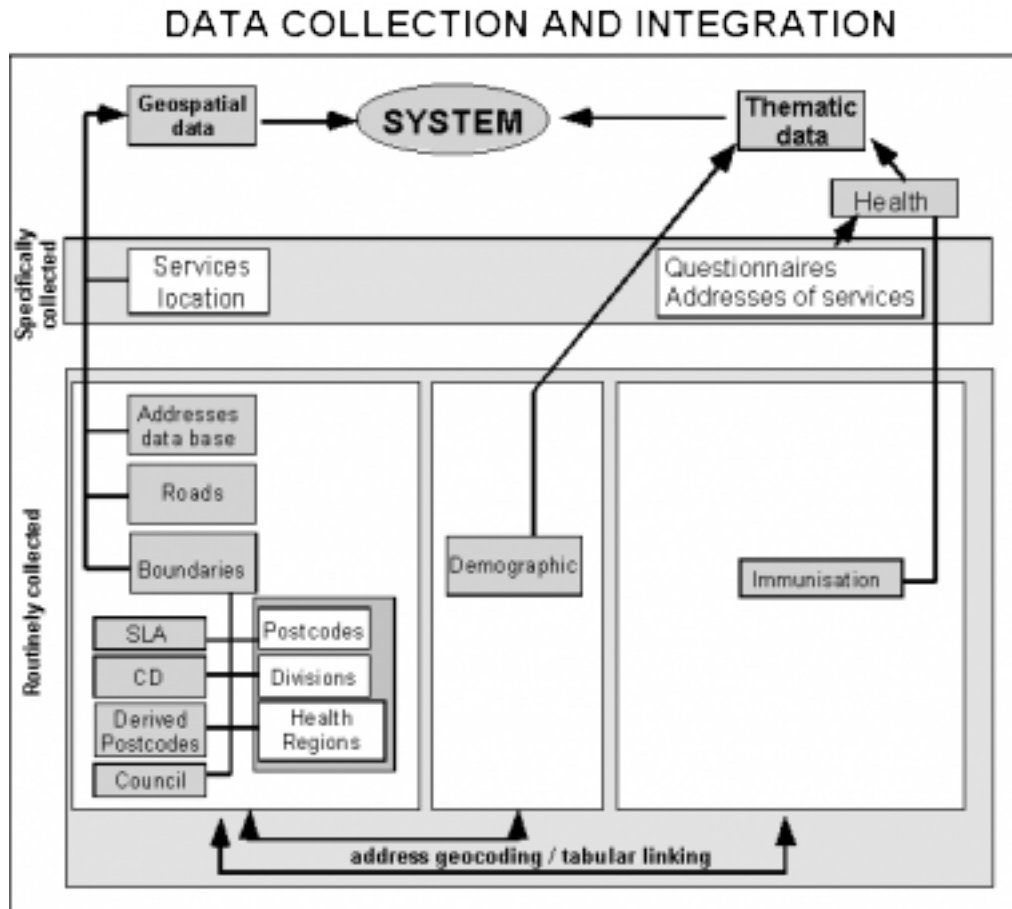 DATA COLLECTION AND INTEGRATION
Geospatial
data
SYSTEM
Thematic
data
Health
Specifically
collected
Services
location
Questionnaires
Addresses of services
Routinely collected
Addresses
data base
Roads
Boundaries
SLA
CD
Derived
Postcodes
Council
Postcodes
Divisions
Health
Regions
Demographic
Immunisation
address geocoding / tabular linking